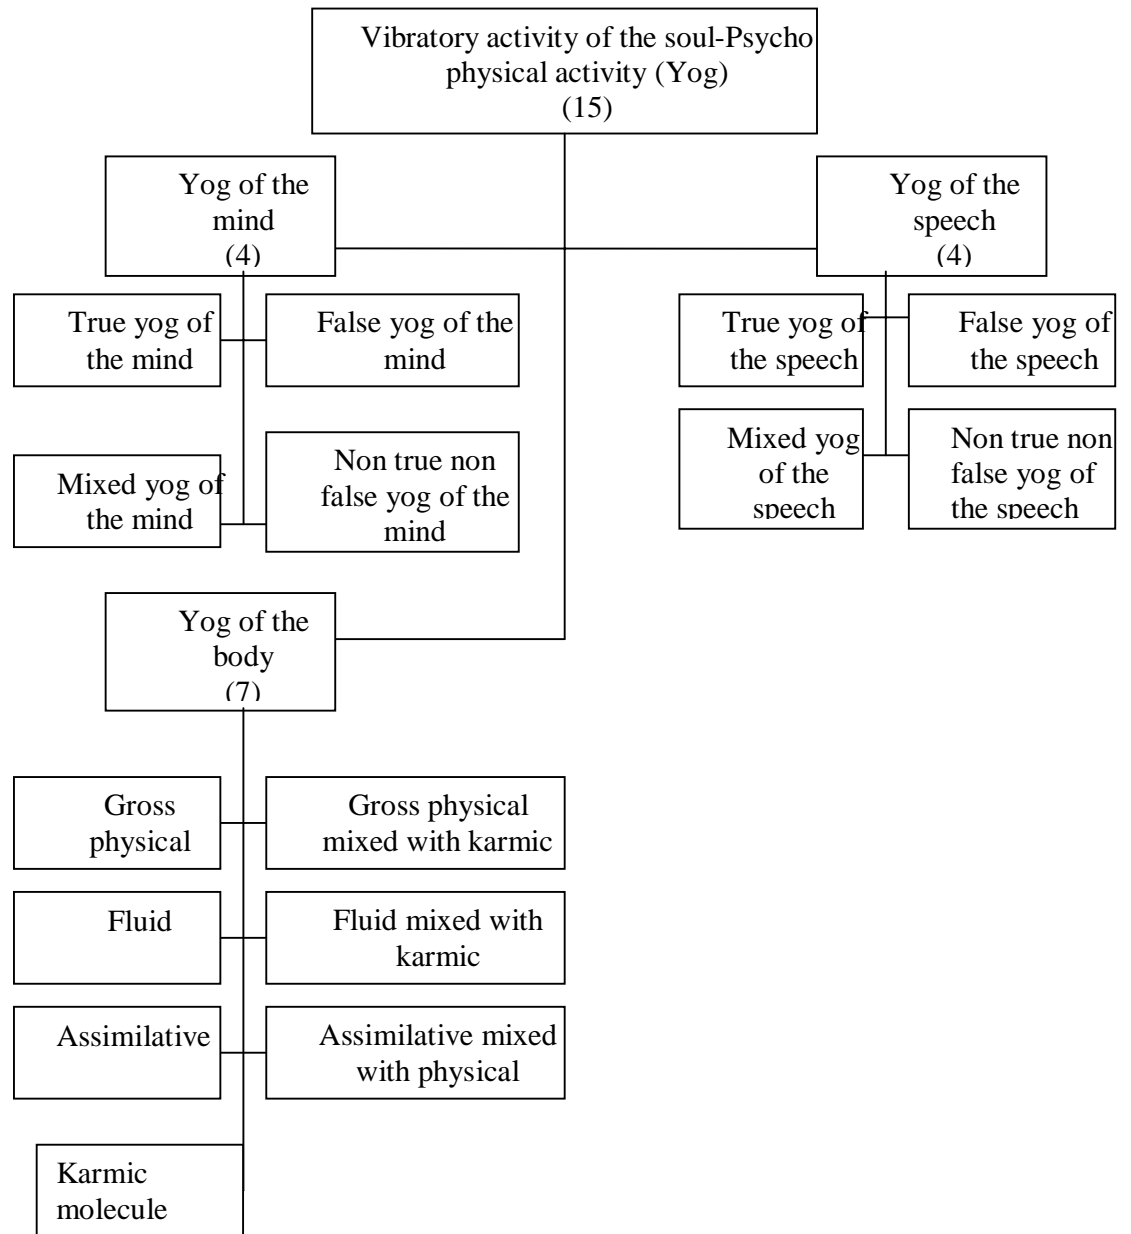 Vibratory activity of the soul-Psycho
physical activity (Yog)
(15)
Yog of the
mind
(4)
Yog of the
speech
(4)
True yog of
the mind
False yog of the
mind
True yog of
the speech
False yog of
the speech
Mixed yog of
the mind
Non true non
false yog of the
mind
Mixed yog
of the
speech
Non true non
false yog of
the speech
Yog of the
body
(7)
Gross
physical
Gross physical
mixed with karmic
Fluid
Fluid mixed with
karmic
Assimilative
Assimilative mixed
with physical
Karmic
molecule